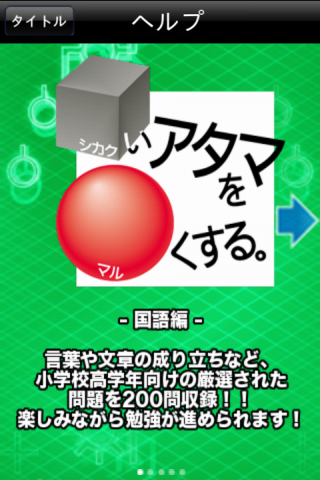 タイトル
ヘルプ
シカク
いアタマ
を
マル
くする。
- 国語編 -
言葉や文章の成り立ちなど、
小学校高学年向けの厳選された
問題を200問収録！！
楽しみながら勉強が進められます！